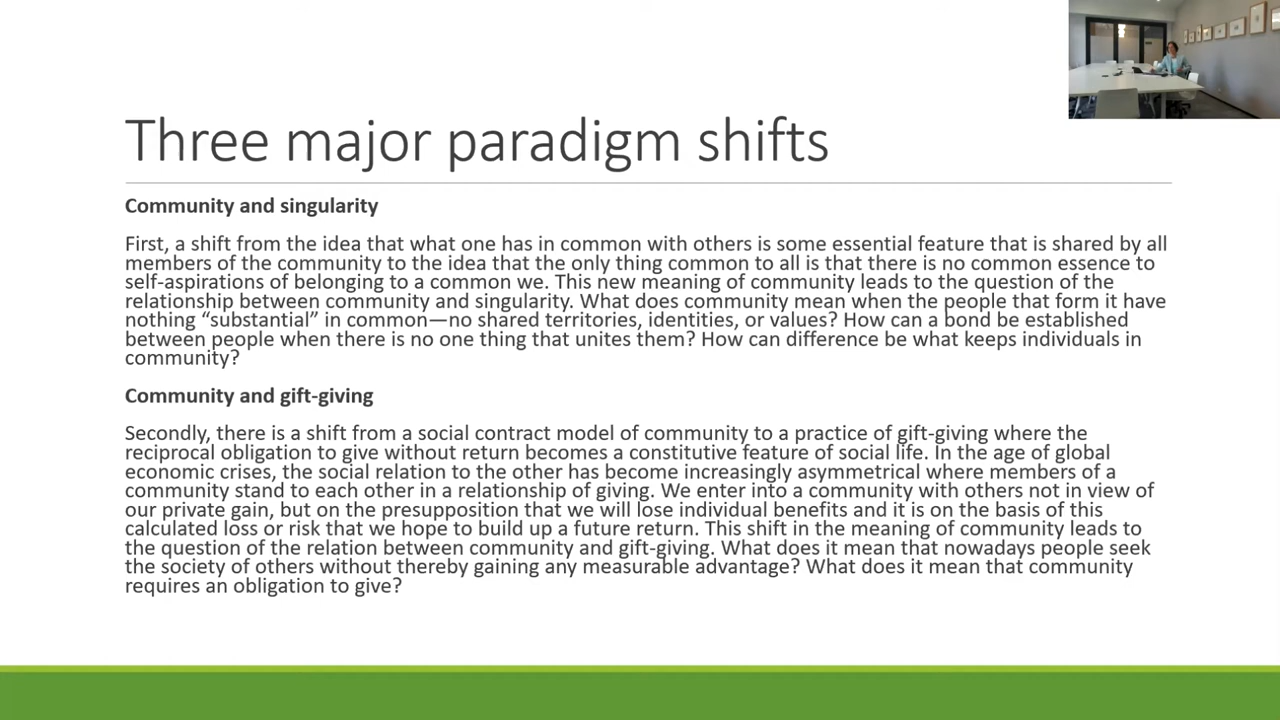 Three major paradigm shifts
Community and singularity
First, a shift from the idea that what one has in common with others is some essential feature that is shared by all
members of the community to the idea that the only thing common to all is that there is no common essence to
self-aspirations of belonging to a common we. This new meaning of community leads to the question of the
relationship between community and singularity. What does community mean when the people that form it have
nothing “substantial” in common—no shared territories, identities, or values? How can a bond be established
between people when there is no one thing that unites them? How can difference be what keeps individuals in
community?
Community and gift-giving
Secondly, there is a shift from a social contract model of community to a practice of gift-giving where the
reciprocal obligation to give without return becomes a constitutive feature of social life. In the age of global
economic crises, the social relation to the other has become increasingly asymmetrical where members of a
community stand to each other in a relationship of giving. We enter into a community with others not in view of
our private gain, but on the presupposition that we will lose individual benefits and it is on the basis of this
calculated loss or risk that we hope to build up a future return. This shift in the meaning of community leads to
the question of the relation between community and gift-giving. What does it mean that nowadays people seek
the society of others without thereby gaining any measurable advantage? What does it mean that community
requires an obligation to give?